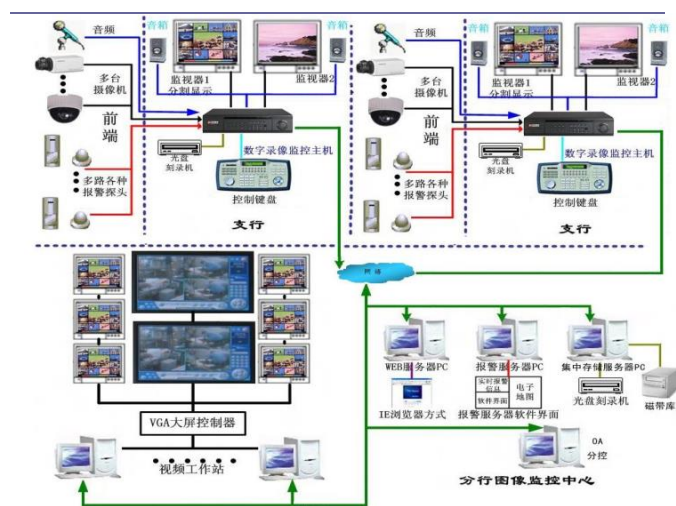 音频
音箱
音箱
监视器1
分割显示
监视器2
多台
摄像机
前
端
数字录像监控主机
光盘
刻录机
多路各种
报警探头
控制键盘
支行
音频
音箱
音箱
监视器1
分割显示
监视器2
多台
摄像机
前
端
数字录像监控主机
光盘
刻录机
多路各种
报警探头
控制键盘
支行
VGA大屏控制器
视频工作站
WEB服务器PC
报警服务器PC
集中存储服务器PC
实时报警
信息
软件界面
电子
地图
IE浏览器方式
报警服务器软件界面
光盘刻录机
磁带库
OA
分控
分行图像监控中心